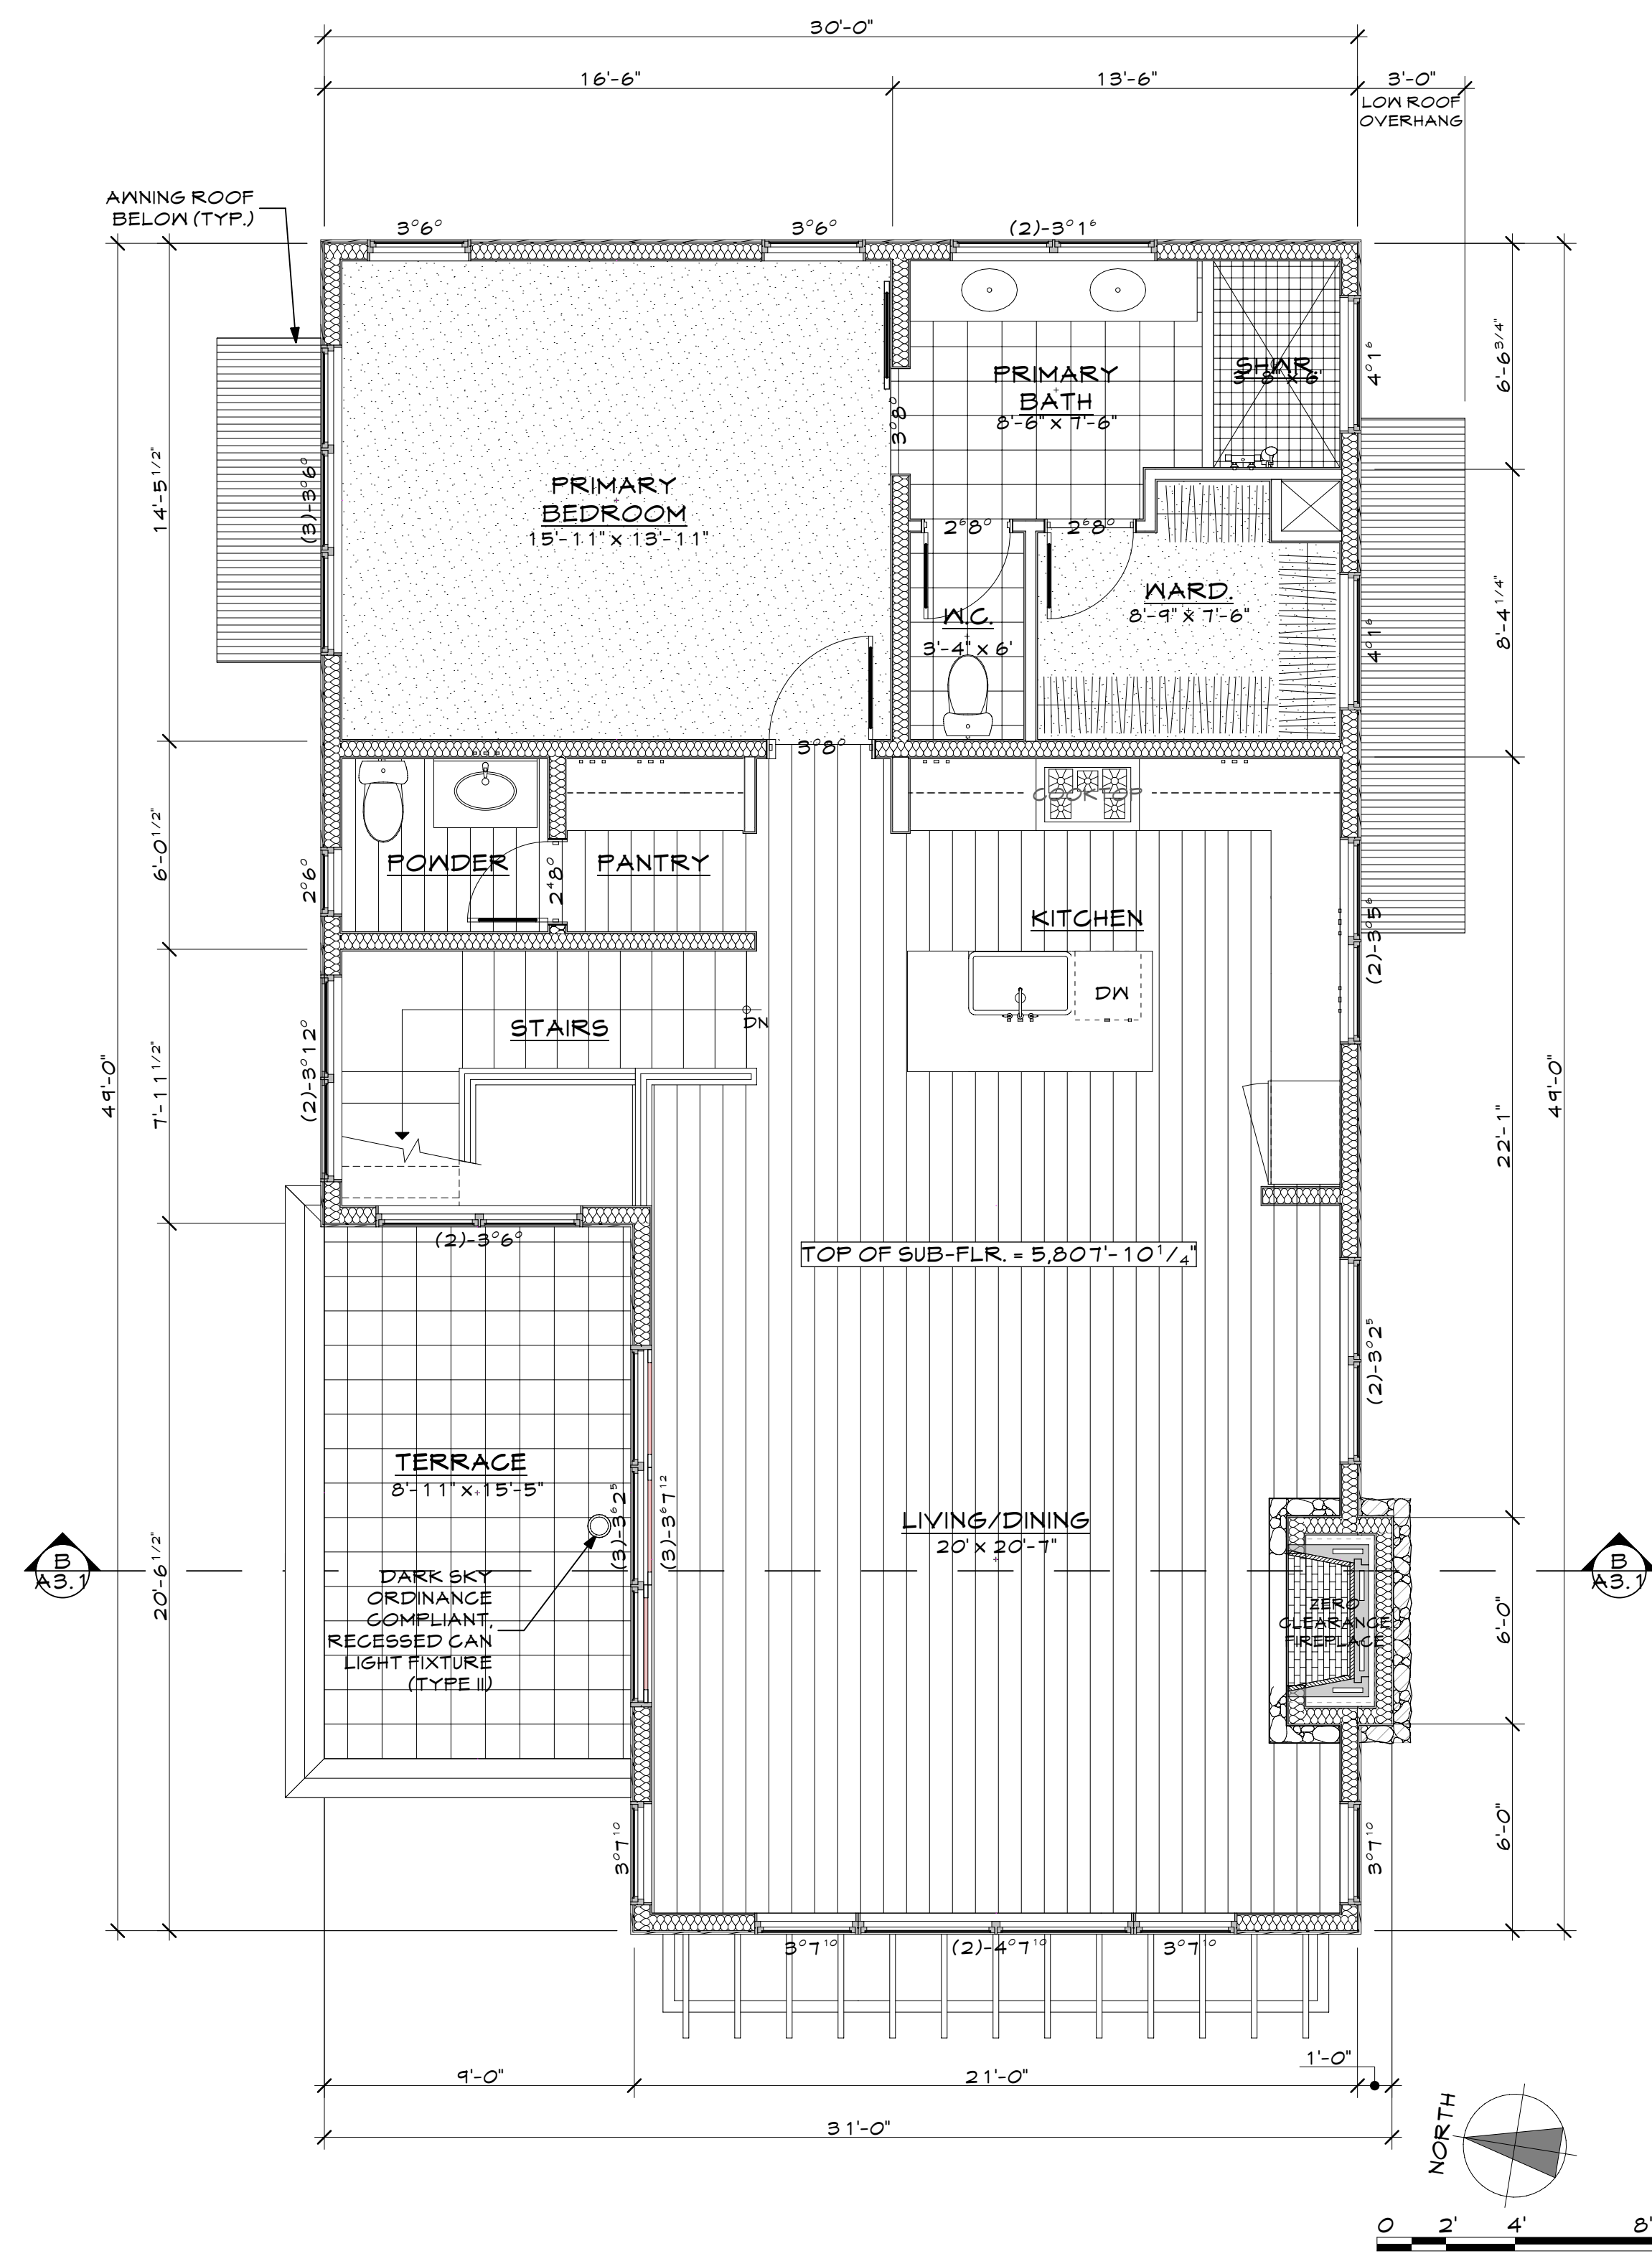 30'-0"
16'-6"
13'-6"
3'-0"
LOW ROOF
OVERHANG
AWNING ROOF
BELOW (TYP.)
3⁰6⁰
3⁰6⁰
(2)-3⁰1⁶
14'-5 1/2"
(3)-3⁰6⁰
PRIMARY
BEDROOM
15'-11" x 13'-11"
3⁰8⁰
PRIMARY
BATH
8'-6" x 7'-6"
SHWR.
3'-8" x 6'
4⁰1⁶
6'-6 3/4"
2⁶8⁰
2⁶8⁰
W.C.
3'-4" x 6'
WARD.
8'-9" x 7'-6"
4⁰1⁶
8'-4 1/4"
3⁰8⁰
COOKTOP
6'-0 1/2"
2⁰6⁰
POWDER
2⁴8⁰
PANTRY
KITCHEN
(2)-3⁰5⁶
DW
STAIRS
DN
49'-0"
7'-11 1/2"
(2)-3⁰12⁰
22'-1"
49'-0"
(2)-3⁰6⁰
TOP OF SUB-FLR. = 5,807'-10 1/4"
(2)-3⁰2⁵
TERRACE
8'-11" x 15'-5"
(3)-3⁶2⁵
(3)-3⁶7¹²
LIVING/DINING
20' x 20'-7"
B
A3.1
20'-6 1/2"
DARK SKY
ORDINANCE
COMPLIANT,
RECESSED CAN
LIGHT FIXTURE
(TYPE II)
ZERO
CLEARANCE
FIREPLACE
6'-0"
B
A3.1
3⁰7¹⁰
3⁰7¹⁰
6'-0"
3⁰7¹⁰
(2)-4⁰7¹⁰
3⁰7¹⁰
1'-0"
9'-0"
21'-0"
31'-0"
NORTH
0 2' 4' 8'